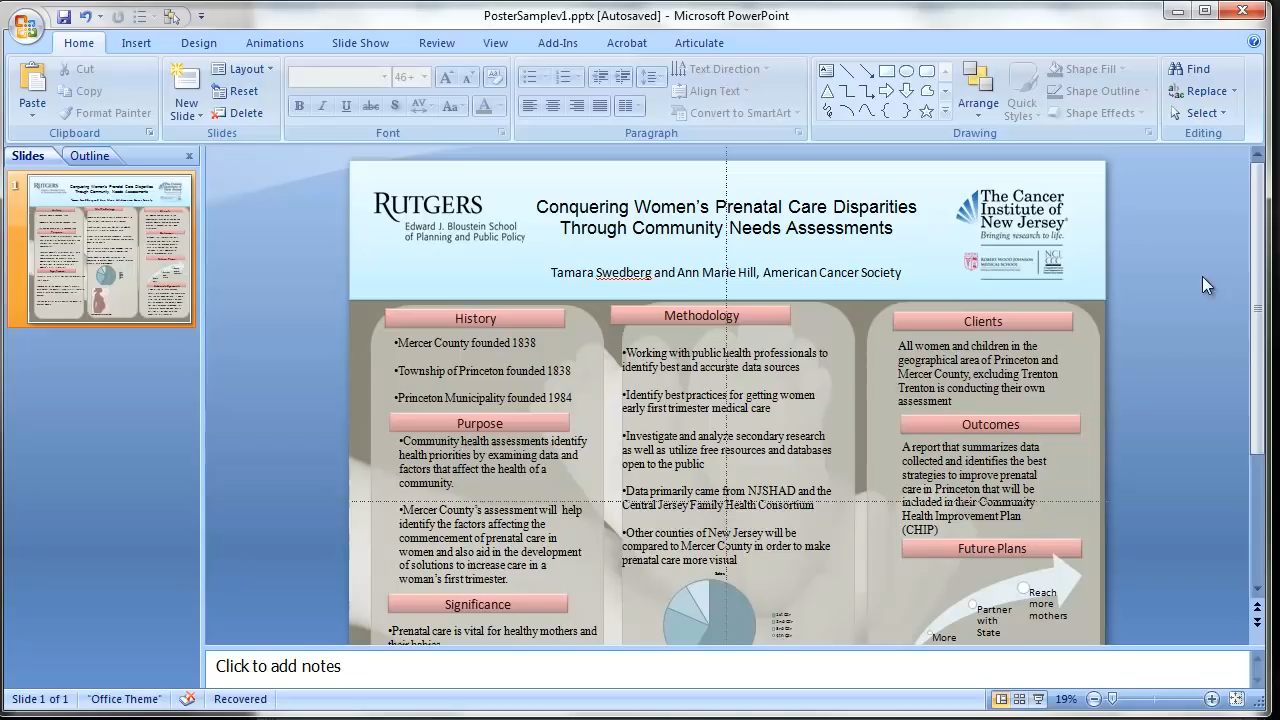 PosterSamplev1.pptx [Autosaved] - Microsoft PowerPoint
Home Insert Design Animations Slide Show Review View Add-Ins Acrobat Articulate
Paste
Cut
Copy
Format Painter
Clipboard
New Slide
Layout
Reset
Delete
Slides
46+
B I U abc S AV Aa A
Font
Text Direction
Align Text
Convert to SmartArt
Paragraph
Arrange
Quick Styles
Shape Fill
Shape Outline
Shape Effects
Drawing
Find
Replace
Select
Editing
Slides Outline
1
RUTGERS
Edward J. Bloustein School
of Planning and Public Policy
Conquering Women's Prenatal Care Disparities
Through Community Needs Assessments
Tamara Swedberg and Ann Marie Hill, American Cancer Society
The Cancer
Institute of
New Jersey
Bringing research to life.
ROBERT WOOD JOHNSON
MEDICAL SCHOOL
NCI
CCC
History
•Mercer County founded 1838
•Township of Princeton founded 1838
•Princeton Municipality founded 1984
Purpose
•Community health assessments identify
health priorities by examining data and
factors that affect the health of a
community.
•Mercer County's assessment will help
identify the factors affecting the
commencement of prenatal care in
women and also aid in the development
of solutions to increase care in a
woman's first trimester.
Significance
•Prenatal care is vital for healthy mothers and
their babies
Methodology
•Working with public health professionals to
identify best and accurate data sources
•Identify best practices for getting women
early first trimester medical care
•Investigate and analyze secondary research
as well as utilize free resources and databases
open to the public
•Data primarily came from NJSHAD and the
Central Jersey Family Health Consortium
•Other counties of New Jersey will be
compared to Mercer County in order to make
prenatal care more visual
Clients
All women and children in the
geographical area of Princeton and
Mercer County, excluding Trenton
Trenton is conducting their own
assessment
Outcomes
A report that summarizes data
collected and identifies the best
strategies to improve prenatal
care in Princeton that will be
included in their Community
Health Improvement Plan
(CHIP)
Future Plans
Reach
more
mothers
Partner
with
State
More
Click to add notes
Slide 1 of 1 "Office Theme" Recovered 19%